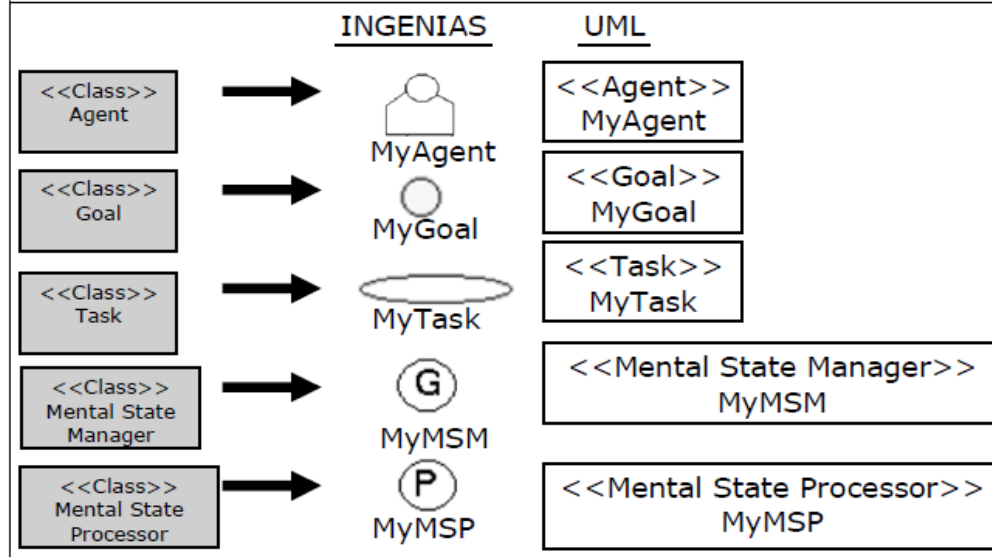 INGENIAS UML
<<Class>>
Agent
MyAgent
<<Agent>>
MyAgent
<<Class>>
Goal
MyGoal
<<Goal>>
MyGoal
<<Class>>
Task
MyTask
<<Task>>
MyTask
<<Class>>
Mental State
Manager
G
MyMSM
<<Mental State Manager>>
MyMSM
<<Class>>
Mental State
Processor
P
MyMSP
<<Mental State Processor>>
MyMSP